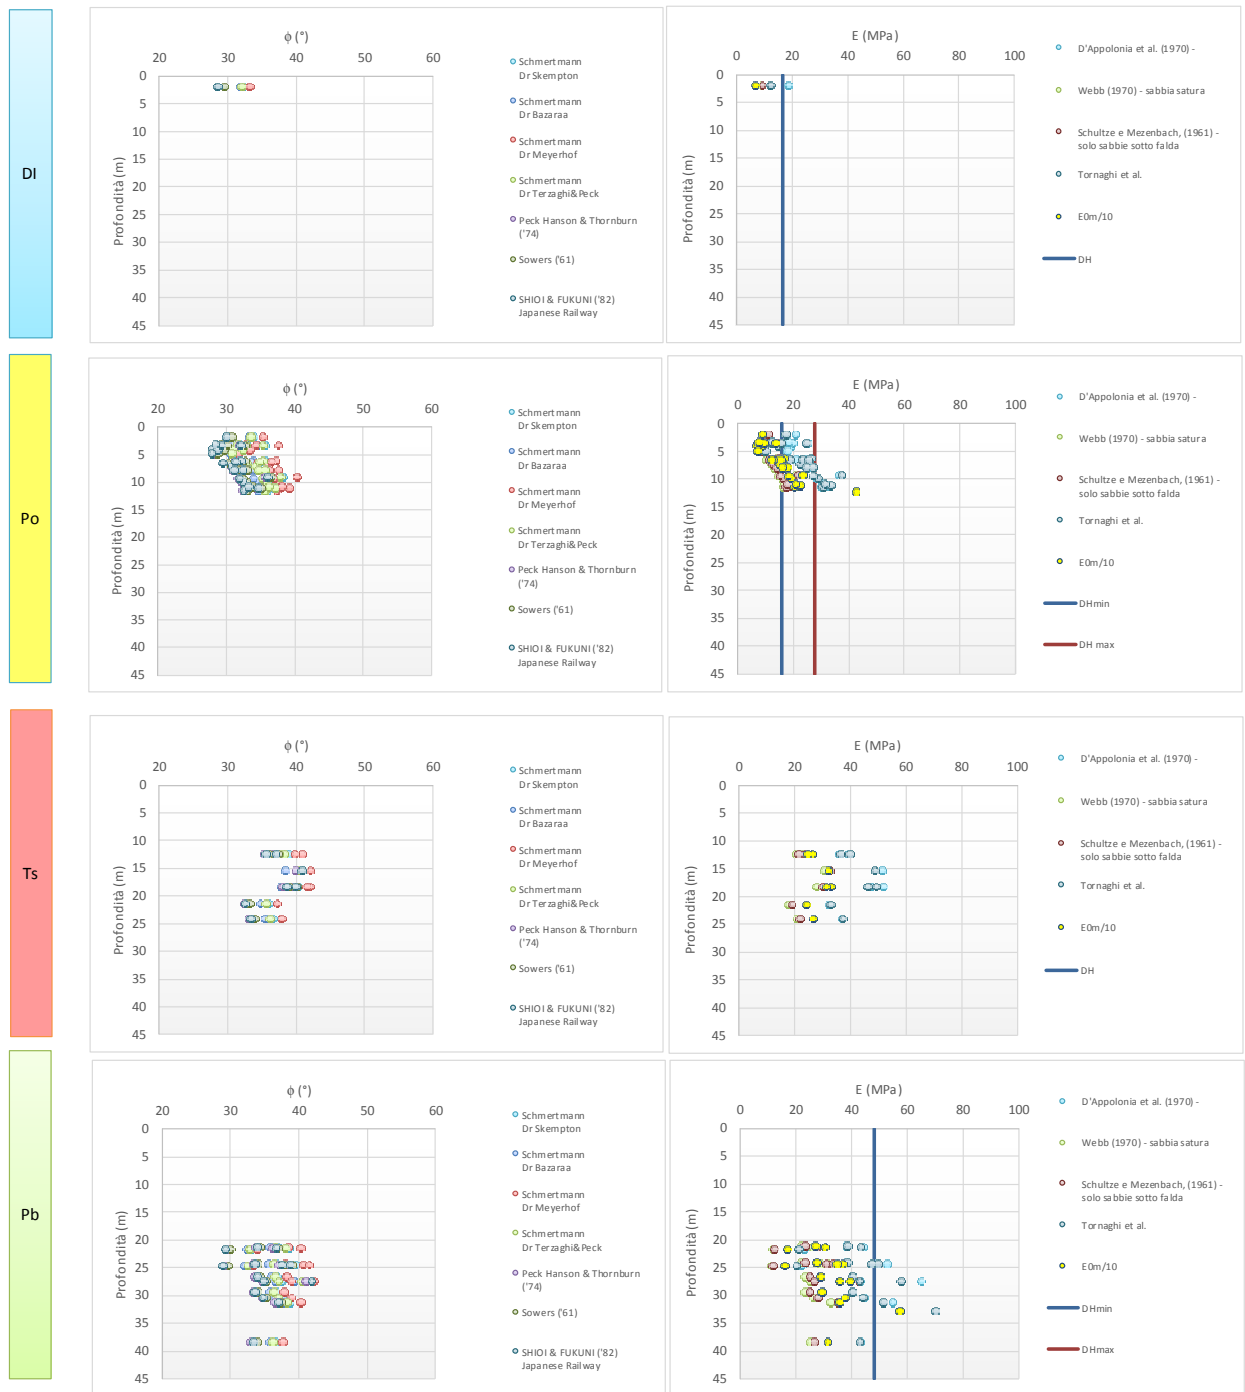 DI
ϕ (°)
20 30 40 50 60
0
5
10
15
20
25
30
35
40
45
Profondità (m)
Schmertmann
Dr Skempton
Schmertmann
Dr Bazaraa
Schmertmann
Dr Meyerhof
Schmertmann
Dr Terzaghi&Peck
Peck Hanson & Thornburn
('74)
Sowers ('61)
SHIOI & FUKUNI ('82)
Japanese Railway
E (MPa)
0 20 40 60 80 100
0
5
10
15
20
25
30
35
40
45
Profondità (m)
D'Appolonia et al. (1970) -
Webb (1970) - sabbia satura
Schultze e Mezenbach, (1961) -
solo sabbie sotto falda
Tornaghi et al.
E0m/10
DH
Po
ϕ (°)
20 30 40 50 60
0
5
10
15
20
25
30
35
40
45
Profondità (m)
Schmertmann
Dr Skempton
Schmertmann
Dr Bazaraa
Schmertmann
Dr Meyerhof
Schmertmann
Dr Terzaghi&Peck
Peck Hanson & Thornburn
('74)
Sowers ('61)
SHIOI & FUKUNI ('82)
Japanese Railway
E (MPa)
0 20 40 60 80 100
0
5
10
15
20
25
30
35
40
45
Profondità (m)
D'Appolonia et al. (1970) -
Webb (1970) - sabbia satura
Schultze e Mezenbach, (1961) -
solo sabbie sotto falda
Tornaghi et al.
E0m/10
DHmin
DH max
Ts
ϕ (°)
20 30 40 50 60
0
5
10
15
20
25
30
35
40
45
Profondità (m)
Schmertmann
Dr Skempton
Schmertmann
Dr Bazaraa
Schmertmann
Dr Meyerhof
Schmertmann
Dr Terzaghi&Peck
Peck Hanson & Thornburn
('74)
Sowers ('61)
SHIOI & FUKUNI ('82)
Japanese Railway
E (MPa)
0 20 40 60 80 100
0
5
10
15
20
25
30
35
40
45
Profondità (m)
D'Appolonia et al. (1970) -
Webb (1970) - sabbia satura
Schultze e Mezenbach, (1961) -
solo sabbie sotto falda
Tornaghi et al.
E0m/10
DH
Pb
ϕ (°)
20 30 40 50 60
0
5
10
15
20
25
30
35
40
45
Profondità (m)
Schmertmann
Dr Skempton
Schmertmann
Dr Bazaraa
Schmertmann
Dr Meyerhof
Schmertmann
Dr Terzaghi&Peck
Peck Hanson & Thornburn
('74)
Sowers ('61)
SHIOI & FUKUNI ('82)
Japanese Railway
E (MPa)
0 20 40 60 80 100
0
5
10
15
20
25
30
35
40
45
Profondità (m)
D'Appolonia et al. (1970) -
Webb (1970) - sabbia satura
Schultze e Mezenbach, (1961) -
solo sabbie sotto falda
Tornaghi et al.
E0m/10
DHmin
DHmax